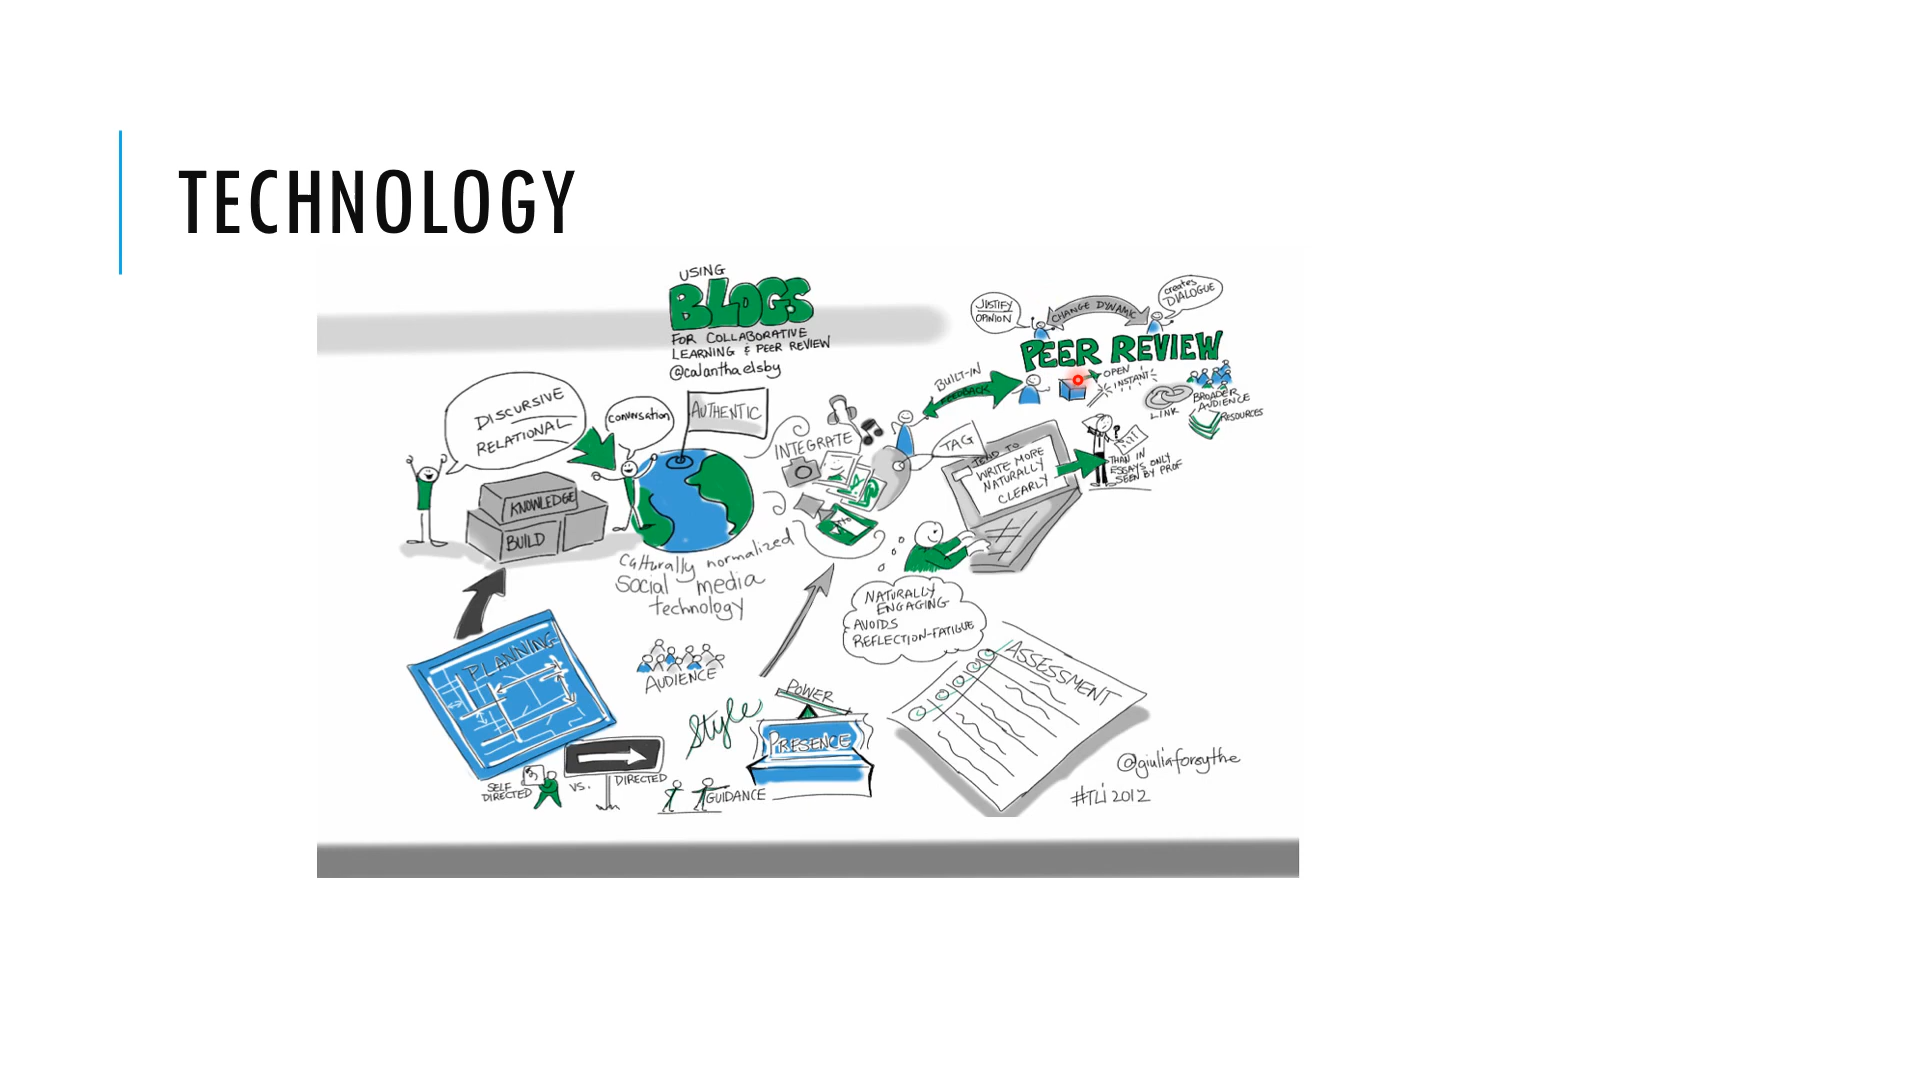 TECHNOLOGY
USING
BLOGS
FOR COLLABORATIVE
LEARNING & PEER REVIEW
@calanthaelsby
JUSTIFY
OPINION
CHANGE DYNAMIC
creates
DIALOGUE
PEER REVIEW
BUILT-IN
FEEDBACK
OPEN
INSTANT
LINK
BROADER
AUDIENCE
RESOURCES
DISCURSIVE
RELATIONAL
conversation
AUTHENTIC
INTEGRATE
TAG
TEND TO
WRITE MORE
NATURALLY
CLEARLY
THAN IN
ESSAYS ONLY
SEEN BY PROF
KNOWLEDGE
BUILD
Culturally normalized
social media
technology
NATURALLY
ENGAGING
AVOIDS
REFLECTION-FATIGUE
PLANNING
AUDIENCE
Style
POWER
PRESENCE
ASSESSMENT
SELF
DIRECTED
VS.
DIRECTED
GUIDANCE
@giuliaforsythe
#TLI2012